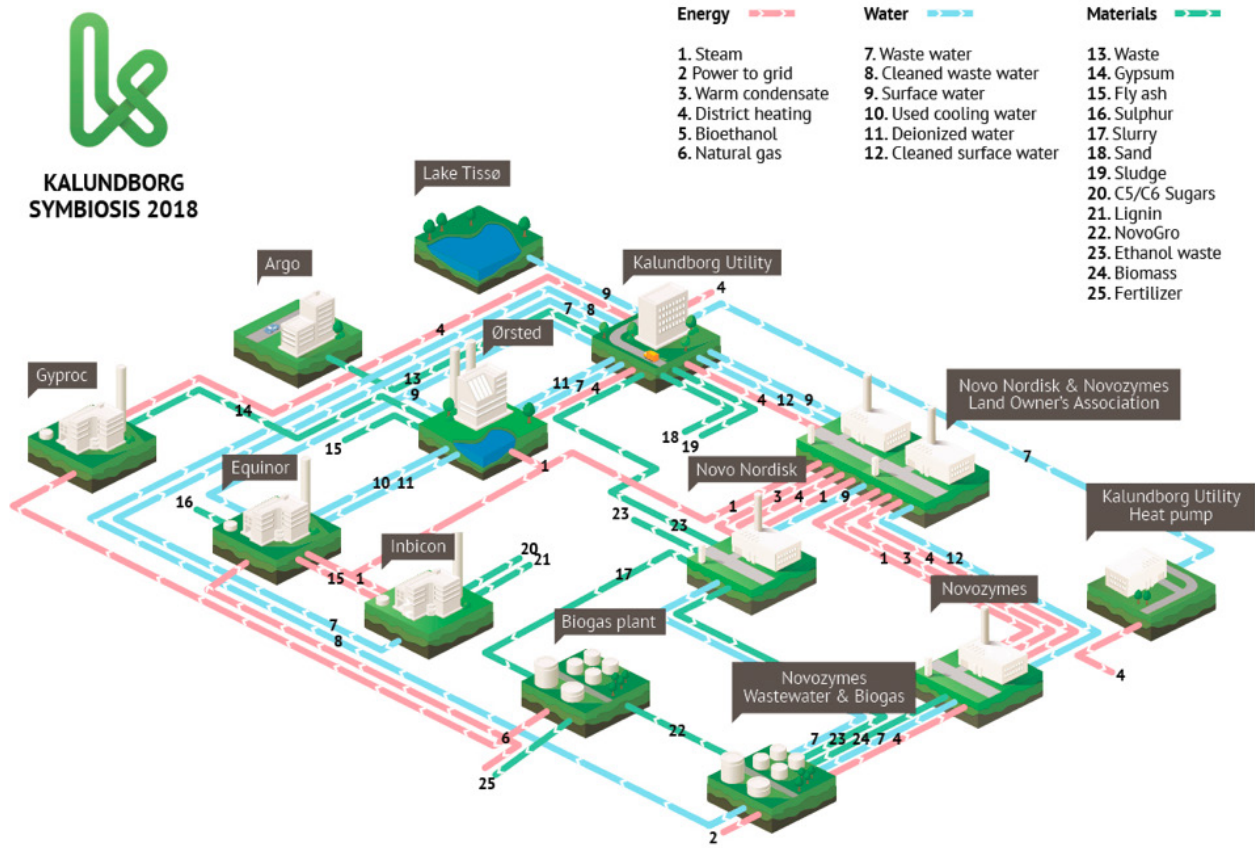 KALUNDBORG
SYMBIOSIS 2018
Energy
1. Steam
2 Power to grid
3. Warm condensate
4. District heating
5. Bioethanol
6. Natural gas
Water
7. Waste water
8. Cleaned waste water
9. Surface water
10. Used cooling water
11. Deionized water
12. Cleaned surface water
Materials
13. Waste
14. Gypsum
15. Fly ash
16. Sulphur
17. Slurry
18. Sand
19. Sludge
20. C5/C6 Sugars
21. Lignin
22. NovoGro
23. Ethanol waste
24. Biomass
25. Fertilizer
Lake Tissø
Argo
Kalundborg Utility
4
9
7
8
4
Ørsted
Gyproc
13
9
14
15
11 7 4
4 12 9
Novo Nordisk & Novozymes
Land Owner's Association
18
19
7
Equinor
10 11
1
16
Novo Nordisk
1 3 4 1 9
Kalundborg Utility
Heat pump
23
23
Inbicon
20
21
15 1
17
1 3 4 12
Novozymes
7
8
Biogas plant
4
Novozymes
Wastewater & Biogas
6
22
7 23 24 7 4
25
2